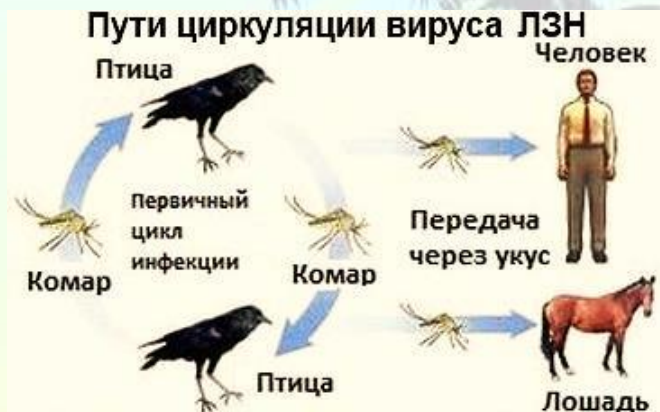 Пути циркуляции вируса ЛЗН
Птица
Человек
Первичный
цикл
инфекции
Комар
Комар
Передача
через укус
Птица
Лошадь